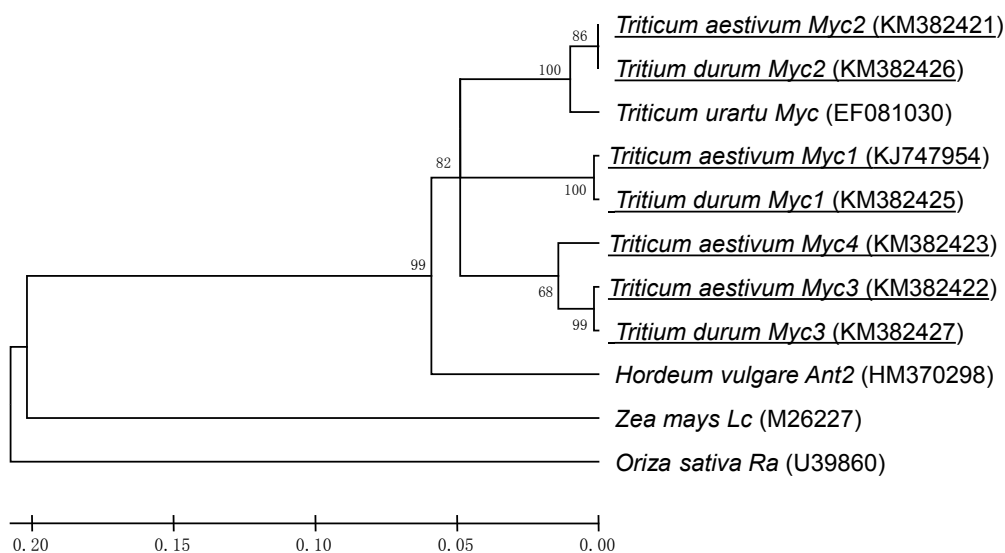 86
Triticum aestivum Myc2 (KM382421)
Tritium durum Myc2 (KM382426)
100
Triticum urartu Myc (EF081030)
82
Triticum aestivum Myc1 (KJ747954)
100
Tritium durum Myc1 (KM382425)
Triticum aestivum Myc4 (KM382423)
99
68
Triticum aestivum Myc3 (KM382422)
99
Tritium durum Myc3 (KM382427)
Hordeum vulgare Ant2 (HM370298)
Zea mays Lc (M26227)
Oriza sativa Ra (U39860)
0.20 0.15 0.10 0.05 0.00